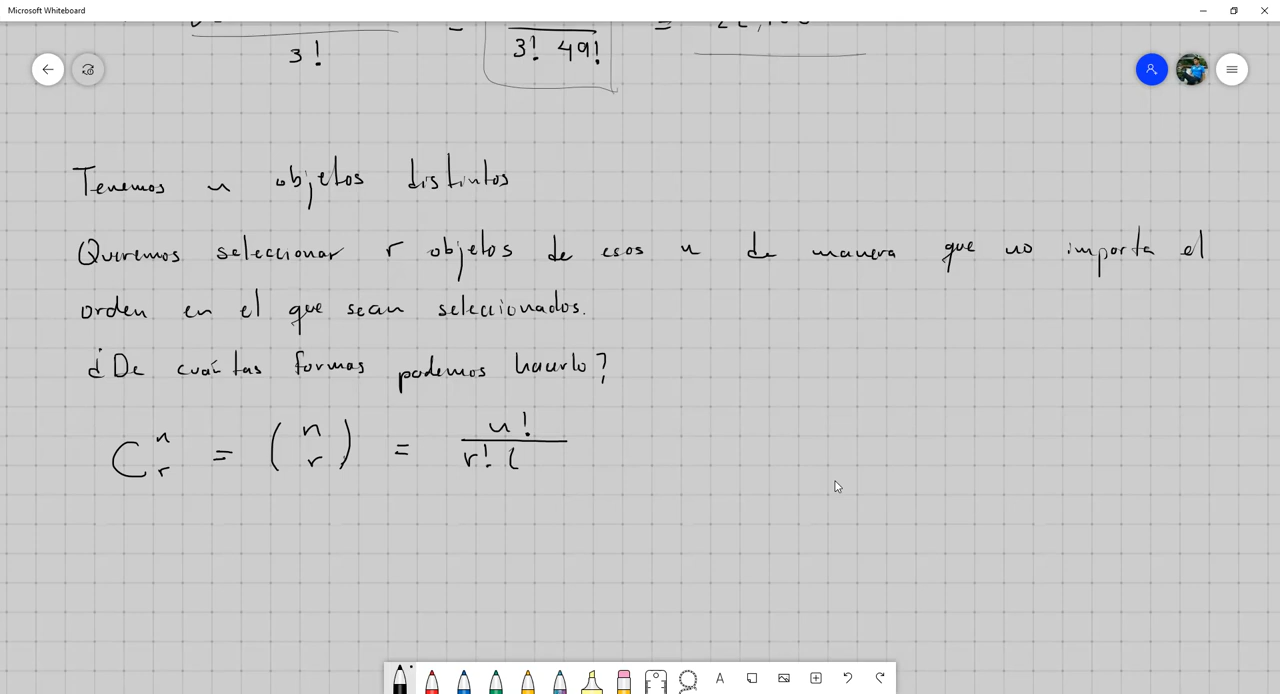 Microsoft Whiteboard
3!
=
3! 49!
=
Tenemos n objetos distintos
Queremos seleccionar r objetos de esos n de manera que no importa el
orden en el que sean seleccionados.
¿De cuántas formas podemos hacerlo?
C n r = ( n r ) = n! / r! (
A